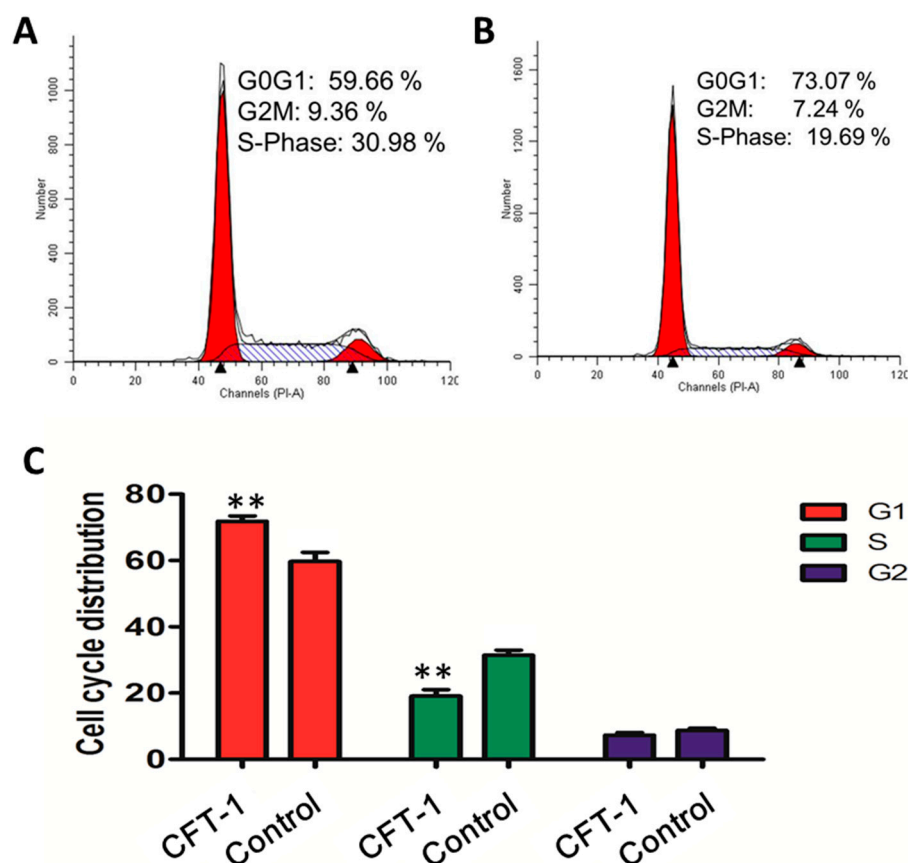 A
G0G1: 59.66 %
G2M: 9.36 %
S-Phase: 30.98 %
Number
1000
800
600
400
200
0
0 20 40 60 80 100 120
Channels (PI-A)
B
G0G1: 73.07 %
G2M: 7.24 %
S-Phase: 19.69 %
Number
1600
1200
800
400
0
0 20 40 60 80 100 120
Channels (PI-A)
C
Cell cycle distribution
80
60
40
20
0
**
**
CFT-1 Control CFT-1 Control CFT-1 Control
G1
S
G2